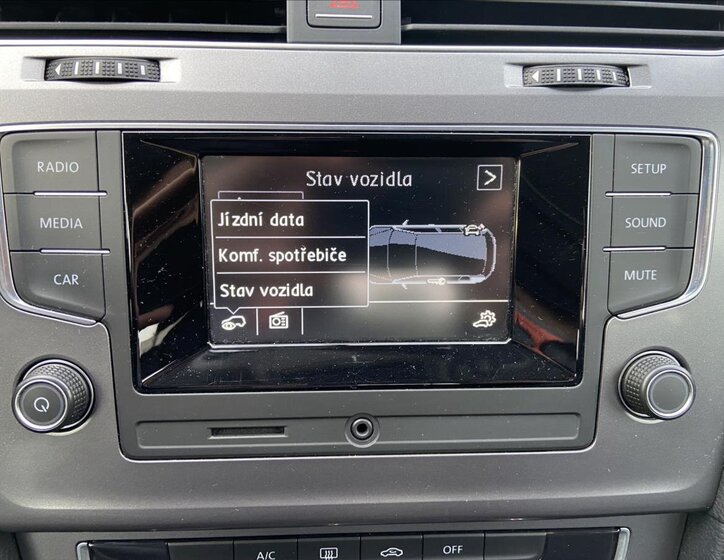 Stav vozidla
RADIO
SETUP
Jízdní data
MEDIA
SOUND
Komf. spotřebiče
CAR
MUTE
Stav vozidla
A/C
OFF